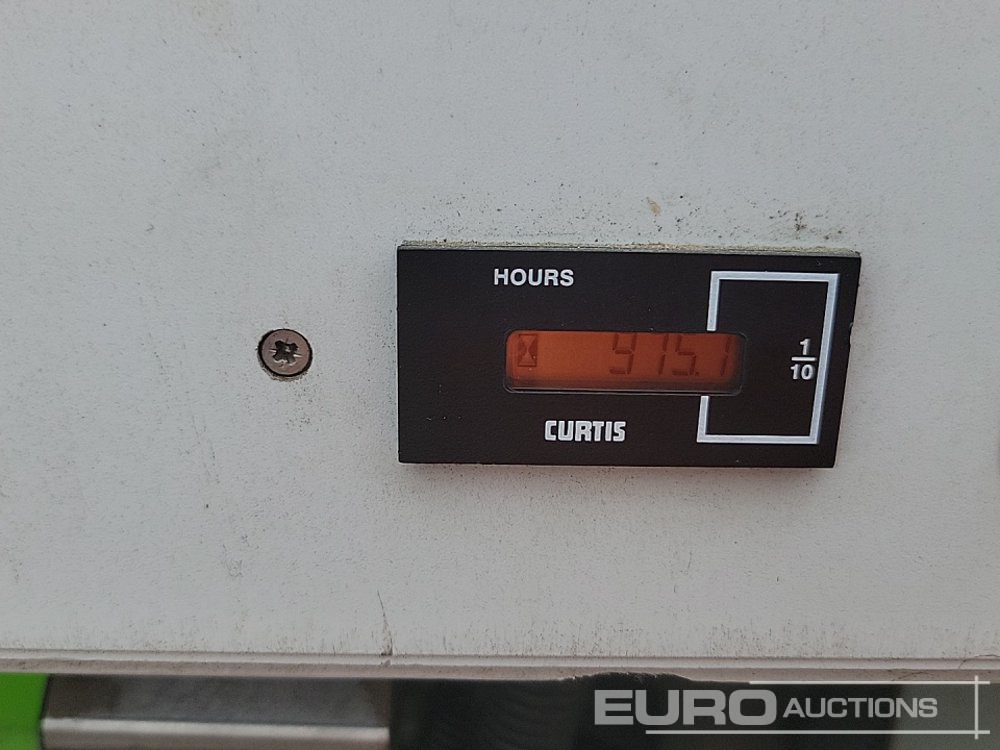 HOURS
915.1
1
10
CURTIS
EURO AUCTIONS